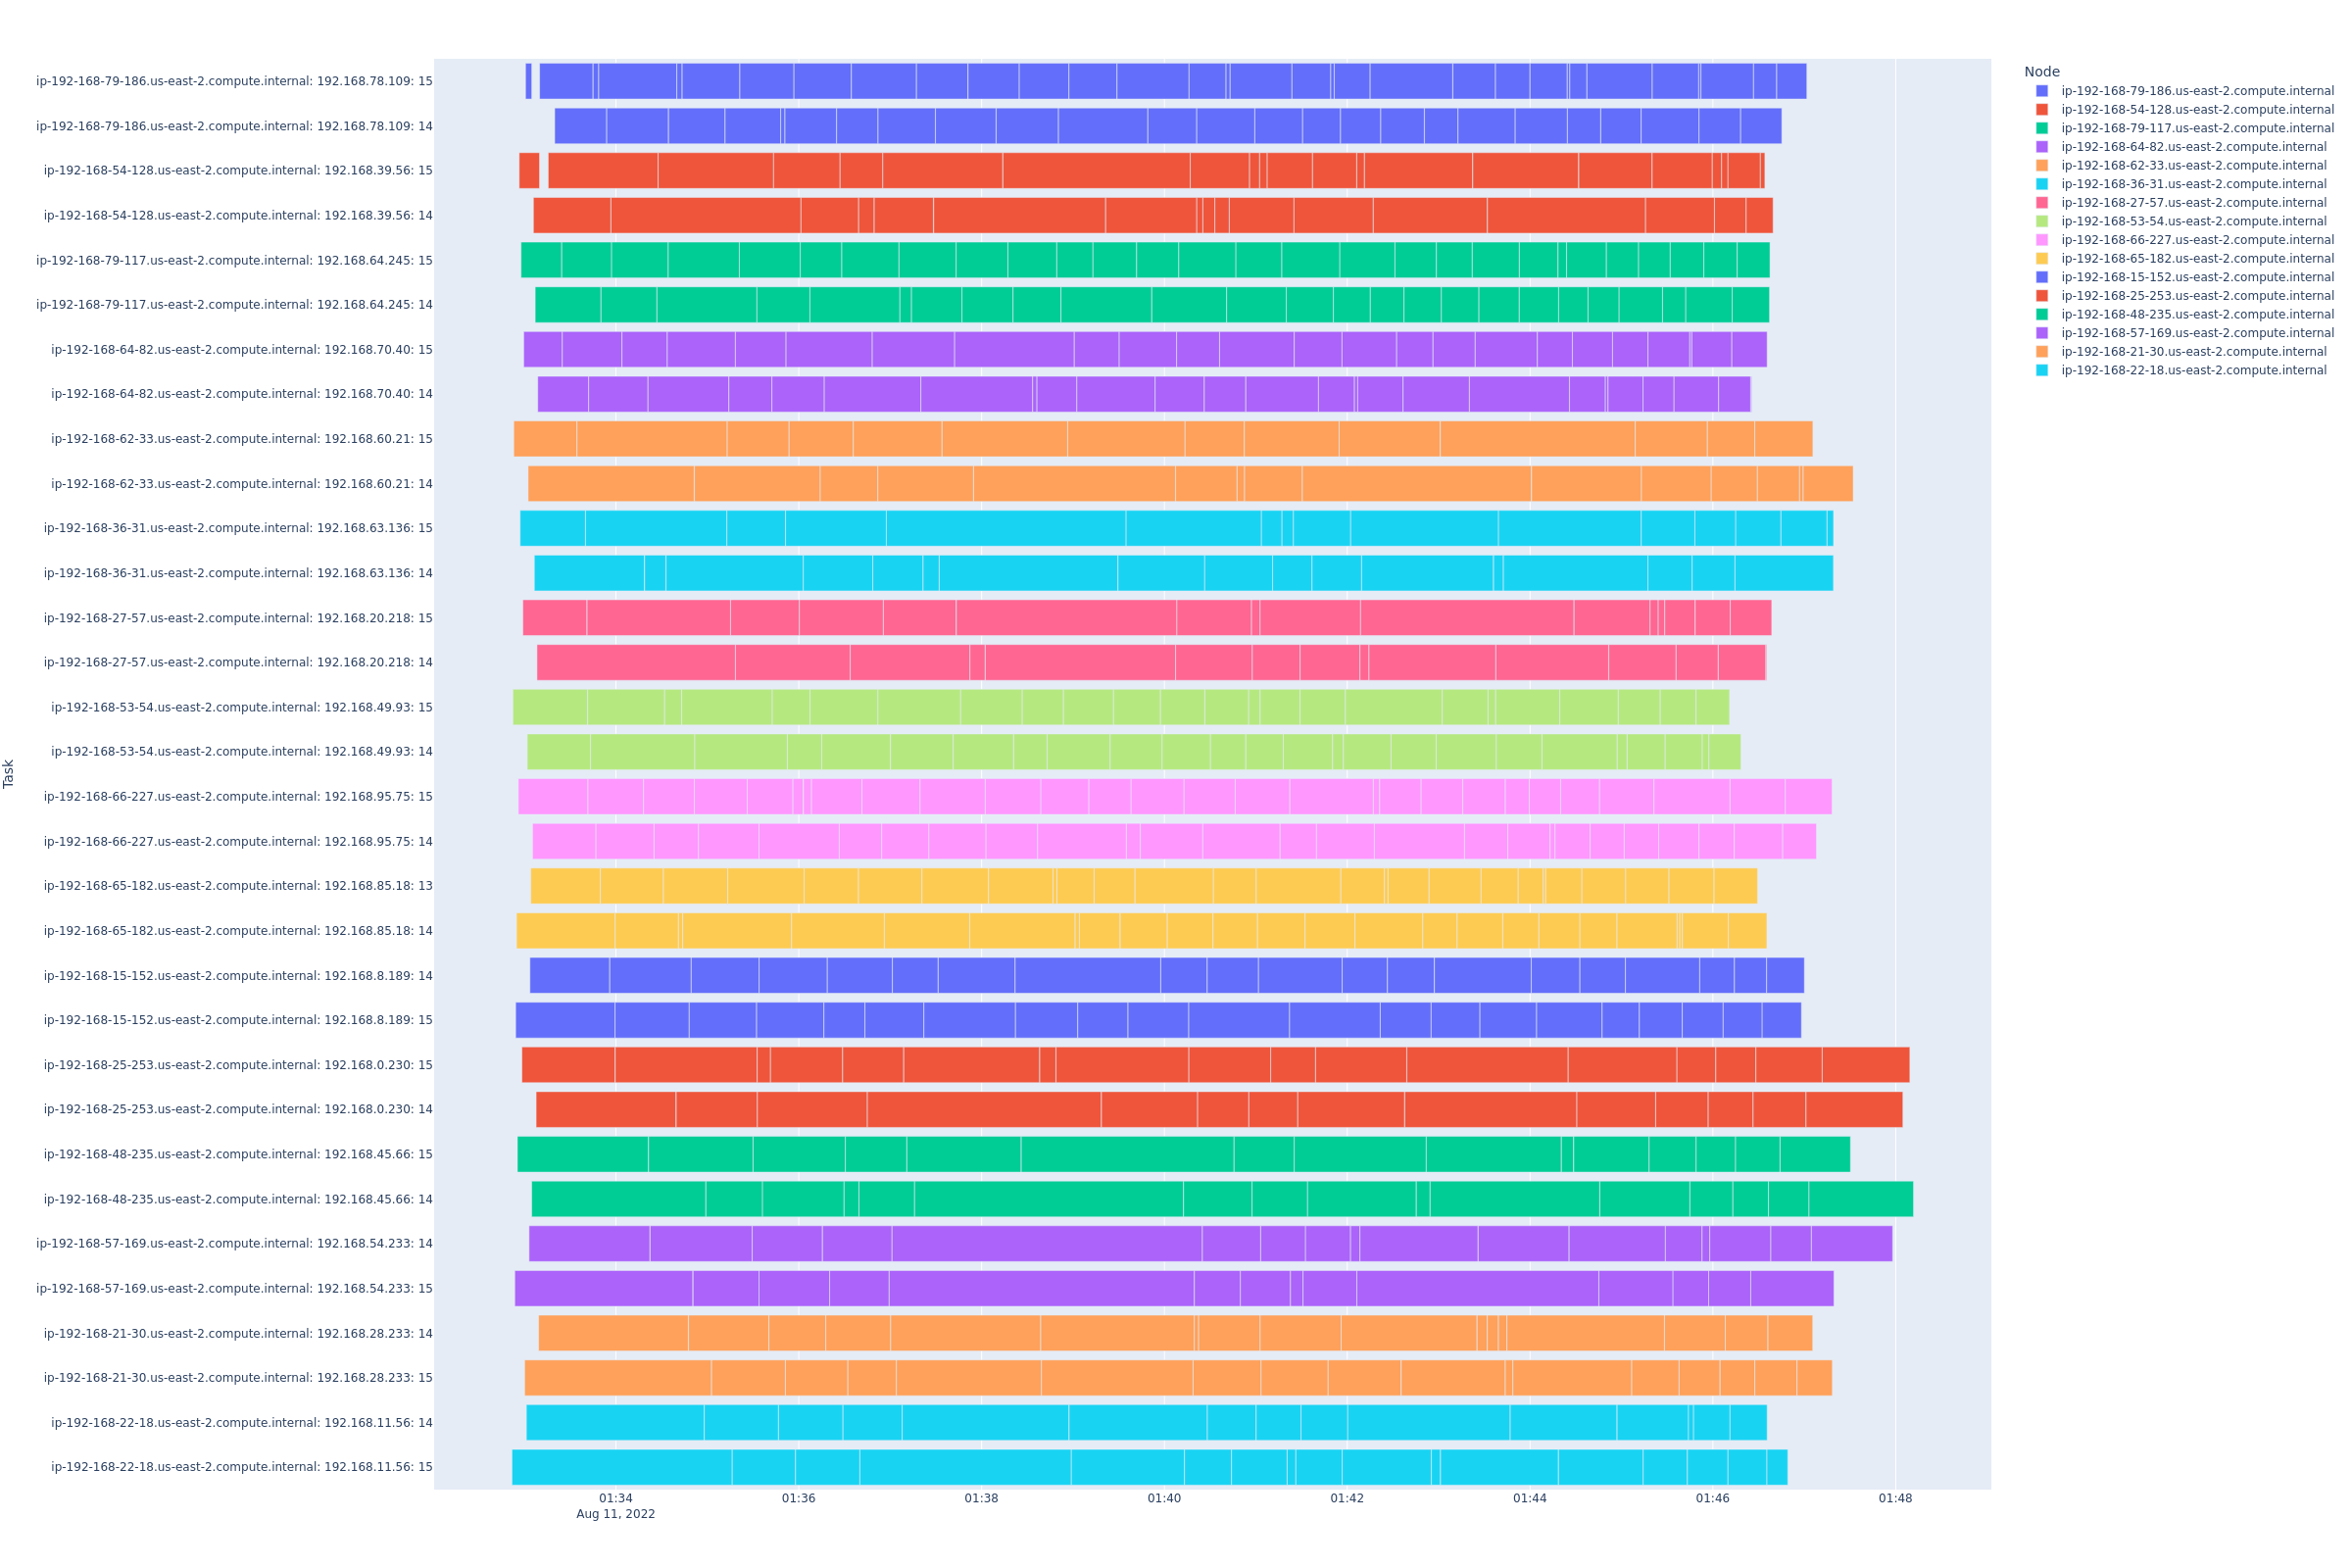 ip-192-168-79-186.us-east-2.compute.internal: 192.168.78.109: 15
ip-192-168-79-186.us-east-2.compute.internal: 192.168.78.109: 14
ip-192-168-54-128.us-east-2.compute.internal: 192.168.39.56: 15
ip-192-168-54-128.us-east-2.compute.internal: 192.168.39.56: 14
ip-192-168-79-117.us-east-2.compute.internal: 192.168.64.245: 15
ip-192-168-79-117.us-east-2.compute.internal: 192.168.64.245: 14
ip-192-168-64-82.us-east-2.compute.internal: 192.168.70.40: 15
ip-192-168-64-82.us-east-2.compute.internal: 192.168.70.40: 14
ip-192-168-62-33.us-east-2.compute.internal: 192.168.60.21: 15
ip-192-168-62-33.us-east-2.compute.internal: 192.168.60.21: 14
ip-192-168-36-31.us-east-2.compute.internal: 192.168.63.136: 15
ip-192-168-36-31.us-east-2.compute.internal: 192.168.63.136: 14
ip-192-168-27-57.us-east-2.compute.internal: 192.168.20.218: 15
ip-192-168-27-57.us-east-2.compute.internal: 192.168.20.218: 14
ip-192-168-53-54.us-east-2.compute.internal: 192.168.49.93: 15
ip-192-168-53-54.us-east-2.compute.internal: 192.168.49.93: 14
ip-192-168-66-227.us-east-2.compute.internal: 192.168.95.75: 15
ip-192-168-66-227.us-east-2.compute.internal: 192.168.95.75: 14
ip-192-168-65-182.us-east-2.compute.internal: 192.168.85.18: 13
ip-192-168-65-182.us-east-2.compute.internal: 192.168.85.18: 14
ip-192-168-15-152.us-east-2.compute.internal: 192.168.8.189: 14
ip-192-168-15-152.us-east-2.compute.internal: 192.168.8.189: 15
ip-192-168-25-253.us-east-2.compute.internal: 192.168.0.230: 15
ip-192-168-25-253.us-east-2.compute.internal: 192.168.0.230: 14
ip-192-168-48-235.us-east-2.compute.internal: 192.168.45.66: 15
ip-192-168-48-235.us-east-2.compute.internal: 192.168.45.66: 14
ip-192-168-57-169.us-east-2.compute.internal: 192.168.54.233: 14
ip-192-168-57-169.us-east-2.compute.internal: 192.168.54.233: 15
ip-192-168-21-30.us-east-2.compute.internal: 192.168.28.233: 14
ip-192-168-21-30.us-east-2.compute.internal: 192.168.28.233: 15
ip-192-168-22-18.us-east-2.compute.internal: 192.168.11.56: 14
ip-192-168-22-18.us-east-2.compute.internal: 192.168.11.56: 15
Task
01:34 01:36 01:38 01:40 01:42 01:44 01:46 01:48
Aug 11, 2022
Node
ip-192-168-79-186.us-east-2.compute.internal
ip-192-168-54-128.us-east-2.compute.internal
ip-192-168-79-117.us-east-2.compute.internal
ip-192-168-64-82.us-east-2.compute.internal
ip-192-168-62-33.us-east-2.compute.internal
ip-192-168-36-31.us-east-2.compute.internal
ip-192-168-27-57.us-east-2.compute.internal
ip-192-168-53-54.us-east-2.compute.internal
ip-192-168-66-227.us-east-2.compute.internal
ip-192-168-65-182.us-east-2.compute.internal
ip-192-168-15-152.us-east-2.compute.internal
ip-192-168-25-253.us-east-2.compute.internal
ip-192-168-48-235.us-east-2.compute.internal
ip-192-168-57-169.us-east-2.compute.internal
ip-192-168-21-30.us-east-2.compute.internal
ip-192-168-22-18.us-east-2.compute.internal